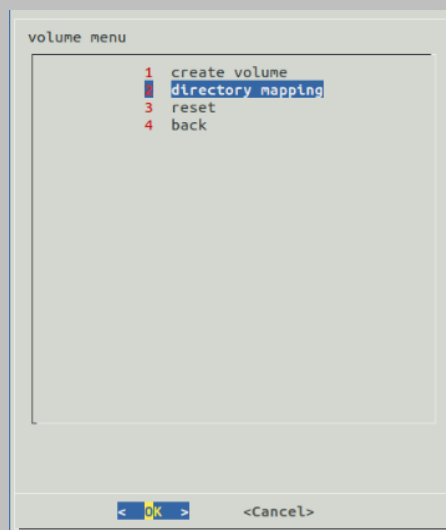 volume menu
1 create volume
2 directory mapping
3 reset
4 back
< OK > <Cancel>